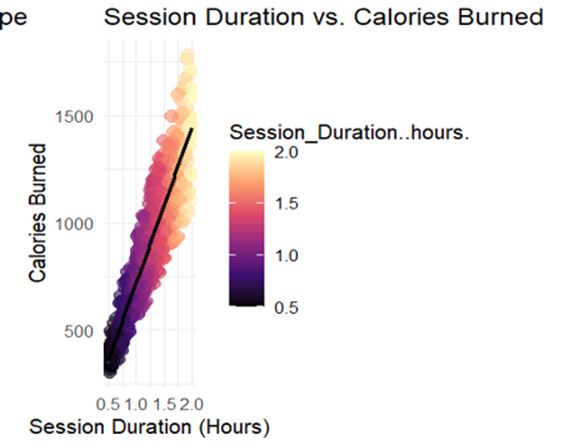 pe
Session Duration vs. Calories Burned
Calories Burned
1500
1000
500
0.5 1.0 1.5 2.0
Session Duration (Hours)
Session_Duration..hours.
2.0
1.5
1.0
0.5